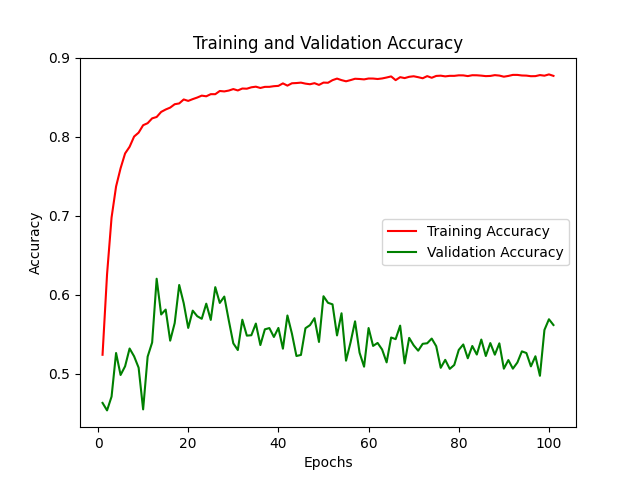 Training and Validation Accuracy
0.9
0.8
0.7
0.6
0.5
Accuracy
Training Accuracy
Validation Accuracy
0 20 40 60 80 100
Epochs